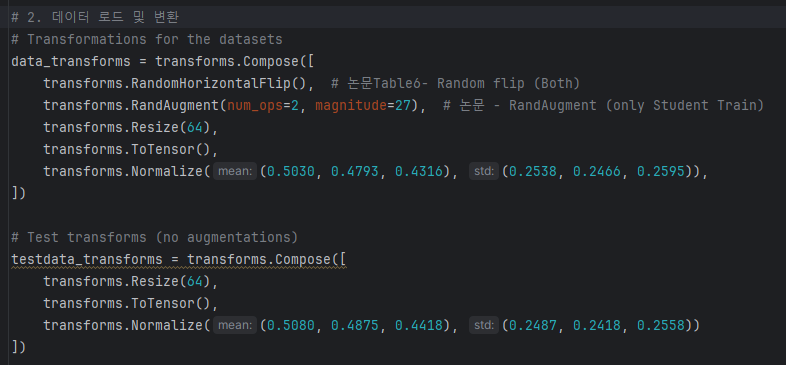 # 2. 데이터 로드 및 변환
# Transformations for the datasets
data_transforms = transforms.Compose([
    transforms.RandomHorizontalFlip(),  # 논문Table6- Random flip (Both)
    transforms.RandAugment(num_ops=2, magnitude=27),  # 논문 - RandAugment (only Student Train)
    transforms.Resize(64),
    transforms.ToTensor(),
    transforms.Normalize( mean: (0.5030, 0.4793, 0.4316), std: (0.2538, 0.2466, 0.2595)),
])
# Test transforms (no augmentations)
testdata_transforms = transforms.Compose([
    transforms.Resize(64),
    transforms.ToTensor(),
    transforms.Normalize( mean: (0.5080, 0.4875, 0.4418), std: (0.2487, 0.2418, 0.2558))
])